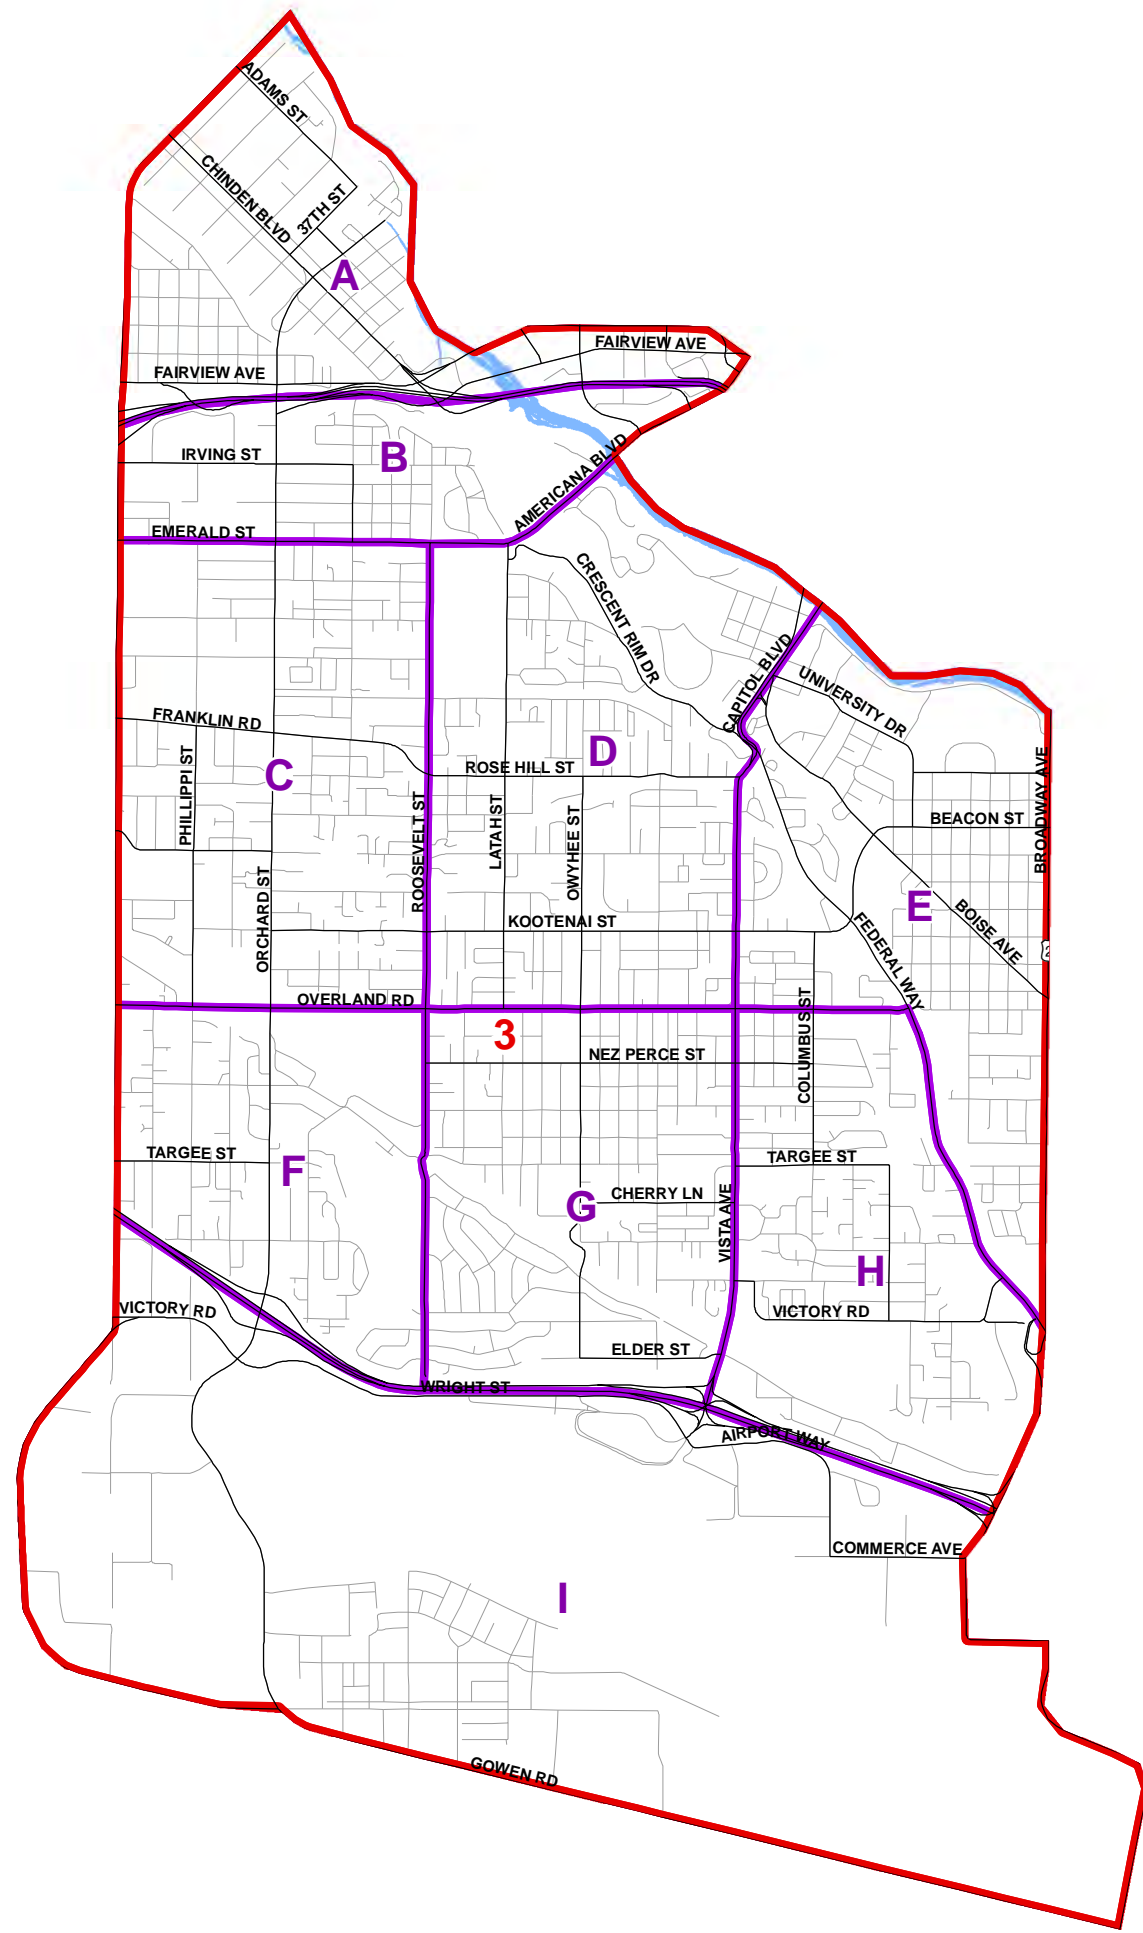 ADAMS ST
CHINDEN BLVD
37TH ST
A
FAIRVIEW AVE
FAIRVIEW AVE
B
IRVING ST
AMERICANA BLVD
EMERALD ST
CRESCENT RIM DR
CAPITOL BLVD
UNIVERSITY DR
FRANKLIN RD
PHILLIPPI ST
C
D
ROSE HILL ST
ROOSEVELT ST
LATAH ST
OWYHEE ST
BROADWAY AVE
BEACON ST
ORCHARD ST
E
BOISE AVE
KOOTENAI ST
FEDERAL WAY
2
OVERLAND RD
3
COLUMBUS ST
NEZ PERCE ST
TARGEE ST
F
TARGEE ST
CHERRY LN
G
VISTA AVE
H
VICTORY RD
VICTORY RD
ELDER ST
WRIGHT ST
AIRPORT WAY
COMMERCE AVE
I
GOWEN RD